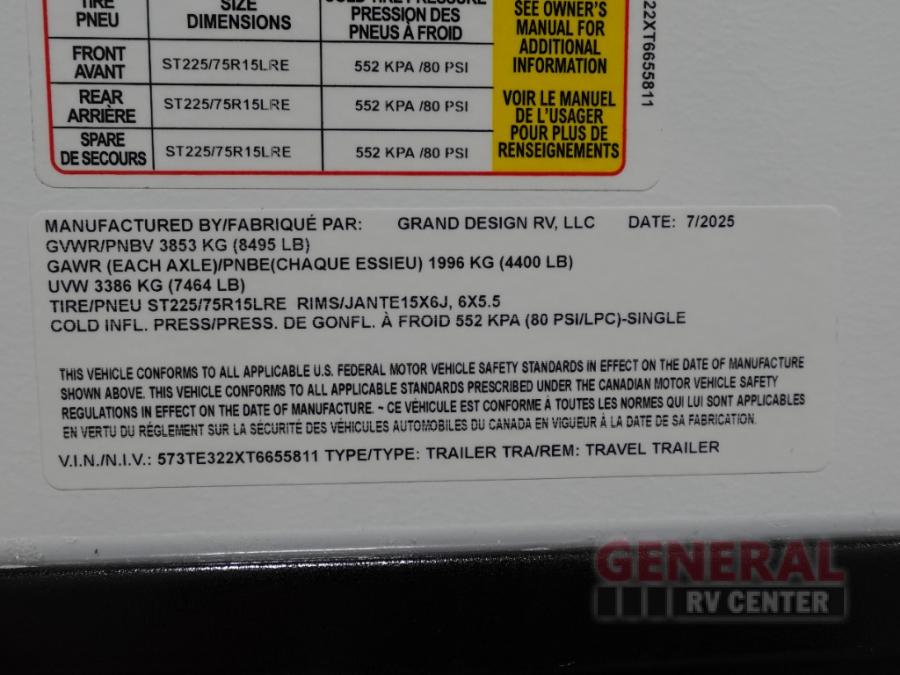 TIRE SIZE COLD TIRE PRESSURE SEE OWNER'S
PNEU DIMENSIONS PRESSION DES MANUAL FOR
PNEUS À FROID ADDITIONAL
INFORMATION
FRONT
AVANT ST225/75R15LRE 552 KPA /80 PSI
REAR
ARRIÈRE ST225/75R15LRE 552 KPA /80 PSI
SPARE
DE SECOURS ST225/75R15LRE 552 KPA /80 PSI
VOIR LE MANUEL
DE L'USAGER
POUR PLUS DE
RENSEIGNEMENTS
22XT6655811
MANUFACTURED BY/FABRIQUÉ PAR: GRAND DESIGN RV, LLC DATE: 7/2025
GVWR/PNBV 3853 KG (8495 LB)
GAWR (EACH AXLE)/PNBE(CHAQUE ESSIEU) 1996 KG (4400 LB)
UVW 3386 KG (7464 LB)
TIRE/PNEU ST225/75R15LRE RIMS/JANTE15X6J, 6X5.5
COLD INFL. PRESS/PRESS. DE GONFL. À FROID 552 KPA (80 PSI/LPC)-SINGLE
THIS VEHICLE CONFORMS TO ALL APPLICABLE U.S. FEDERAL MOTOR VEHICLE SAFETY STANDARDS IN EFFECT ON THE DATE OF MANUFACTURE
SHOWN ABOVE. THIS VEHICLE CONFORMS TO ALL APPLICABLE STANDARDS PRESCRIBED UNDER THE CANADIAN MOTOR VEHICLE SAFETY
REGULATIONS IN EFFECT ON THE DATE OF MANUFACTURE. ~ CE VÉHICULE EST CONFORME À TOUTES LES NORMES QUI LUI SONT APPLICABLES
EN VERTU DU RÉGLEMENT SUR LA SÉCURITÉ DES VÉHICULES AUTOMOBILES DU CANADA EN VIGUEUR À LA DATE DE SA FABRICATION.
V.I.N./N.I.V.: 573TE322XT6655811 TYPE/TYPE: TRAILER TRA/REM: TRAVEL TRAILER
GENERAL
RV CENTER